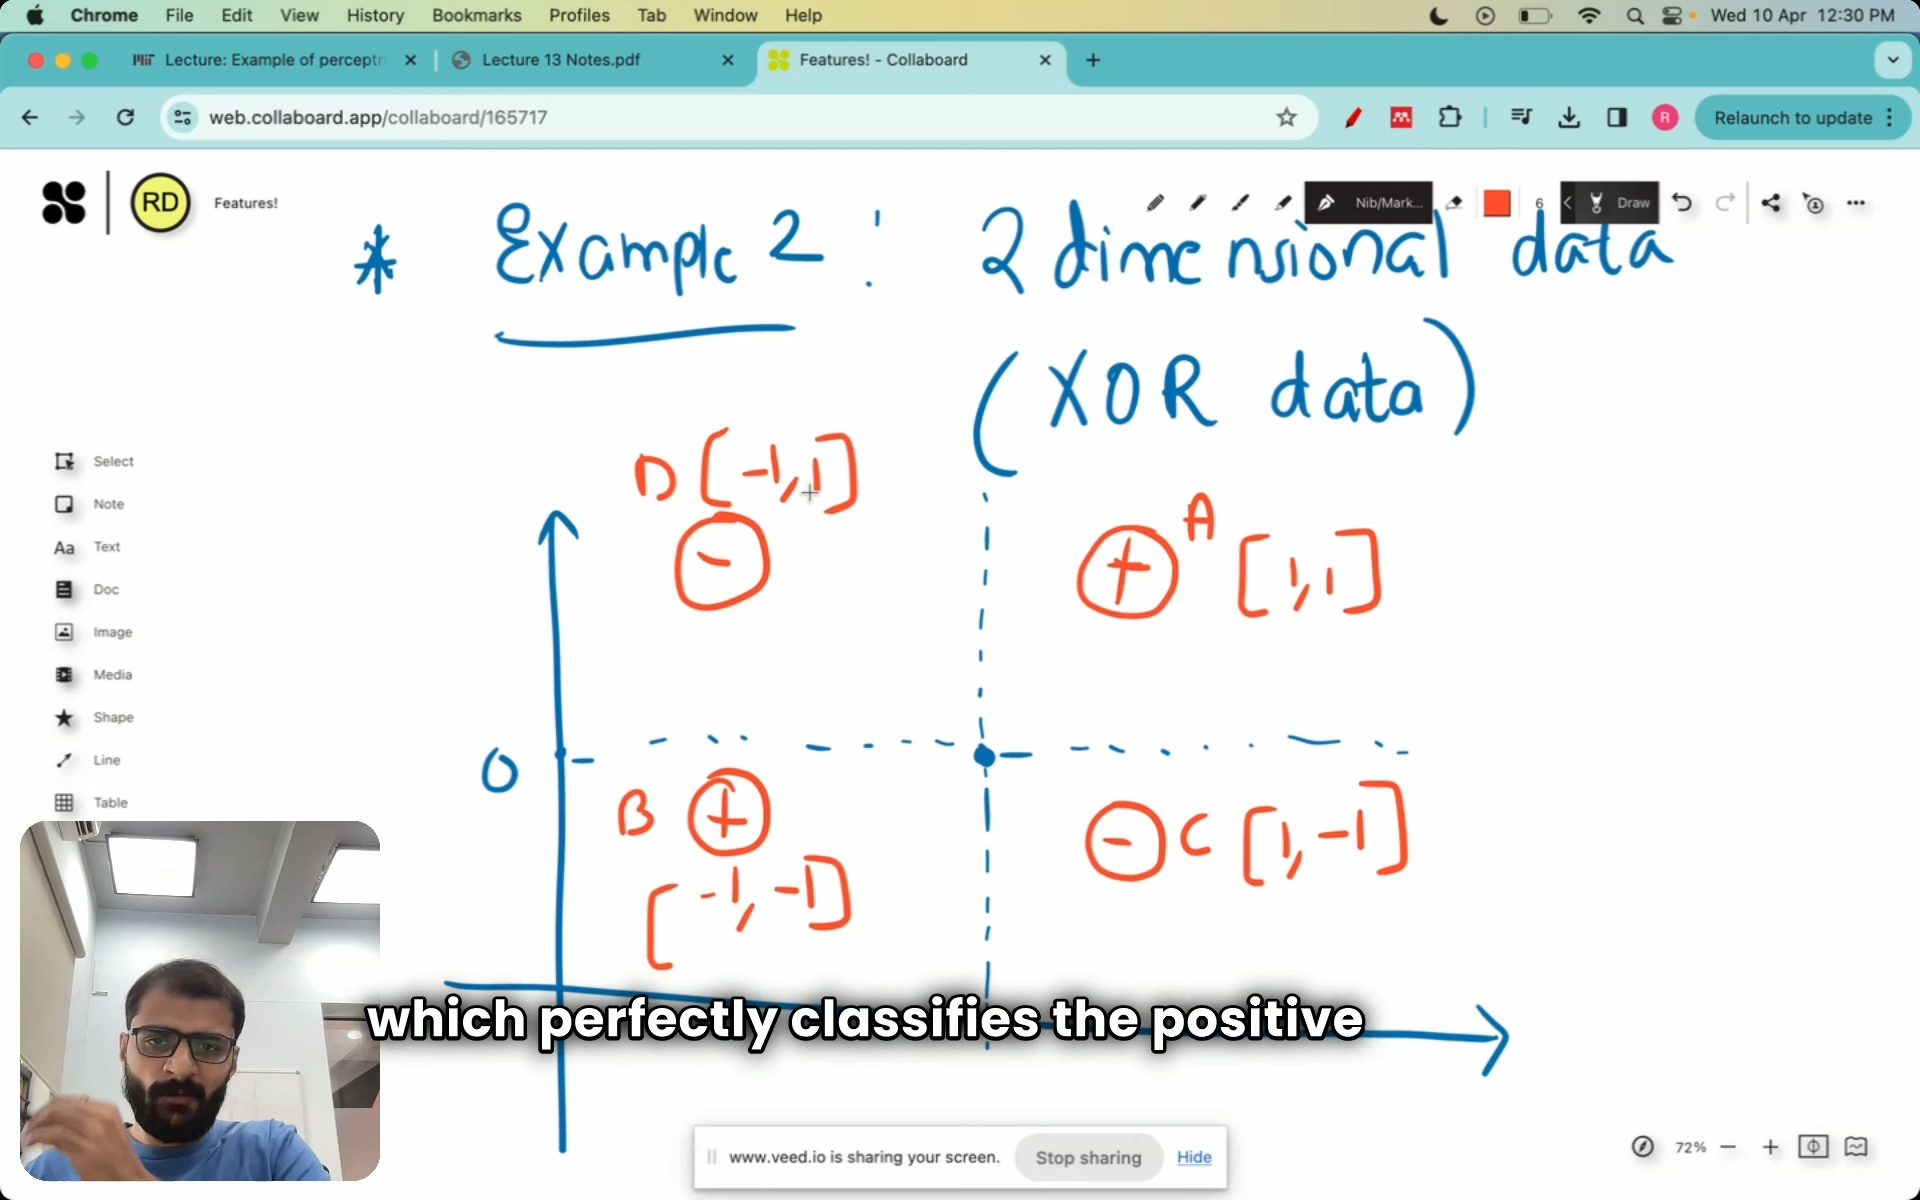 Chrome File Edit View History Bookmarks Profiles Tab Window Help Wed 10 Apr 12:30 PM
Lecture: Example of perceptr Lecture 13 Notes.pdf Features! - Collaboard
web.collaboard.app/collaboard/165717 R Relaunch to update
RD Features! Nib/Mark... 6 Draw
* Example 2 : 2 dimensional data
(XOR data)
Select
Note
Aa Text
Doc
Image
Media
Shape
Line
Table
D [-1,1]
-
+ A [1,1]
0
B +
[-1,-1]
- C [1,-1]
which perfectly classifies the positive
www.veed.io is sharing your screen. Stop sharing Hide
72% - +